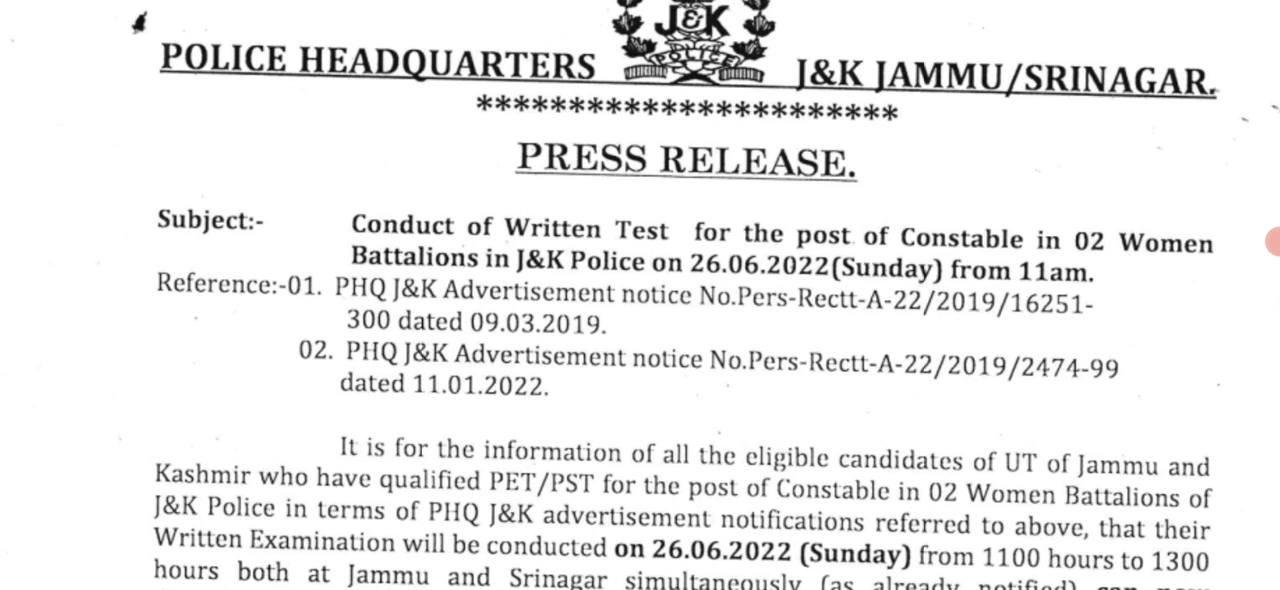 J&K
POLICE
POLICE HEADQUARTERS J&K JAMMU/SRINAGAR.
***********************
PRESS RELEASE.
Subject:- Conduct of Written Test for the post of Constable in 02 Women
Battalions in J&K Police on 26.06.2022(Sunday) from 11am.
Reference:-01. PHQ J&K Advertisement notice No.Pers-Rectt-A-22/2019/16251-
300 dated 09.03.2019.
02. PHQ J&K Advertisement notice No.Pers-Rectt-A-22/2019/2474-99
dated 11.01.2022.
It is for the information of all the eligible candidates of UT of Jammu and
Kashmir who have qualified PET/PST for the post of Constable in 02 Women Battalions of
J&K Police in terms of PHQ J&K advertisement notifications referred to above, that their
Written Examination will be conducted on 26.06.2022 (Sunday) from 1100 hours to 1300
hours both at Jammu and Srinagar simultaneously (as already notified) can now